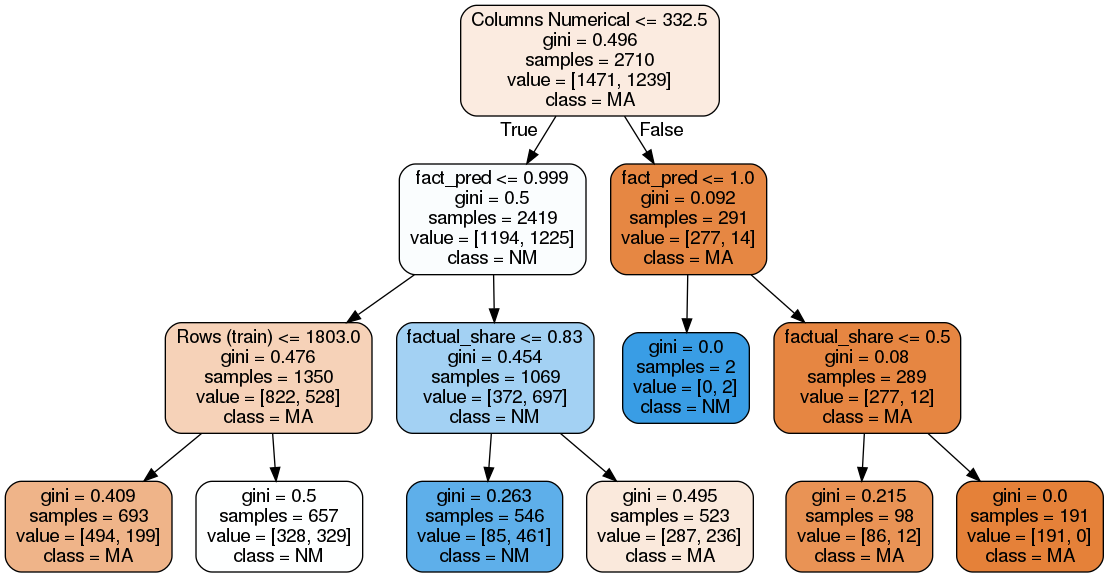 Columns Numerical <= 332.5
gini = 0.496
samples = 2710
value = [1471, 1239]
class = MA
True
False
fact_pred <= 0.999
gini = 0.5
samples = 2419
value = [1194, 1225]
class = NM
fact_pred <= 1.0
gini = 0.092
samples = 291
value = [277, 14]
class = MA
Rows (train) <= 1803.0
gini = 0.476
samples = 1350
value = [822, 528]
class = MA
factual_share <= 0.83
gini = 0.454
samples = 1069
value = [372, 697]
class = NM
gini = 0.0
samples = 2
value = [0, 2]
class = NM
factual_share <= 0.5
gini = 0.08
samples = 289
value = [277, 12]
class = MA
gini = 0.409
samples = 693
value = [494, 199]
class = MA
gini = 0.5
samples = 657
value = [328, 329]
class = NM
gini = 0.263
samples = 546
value = [85, 461]
class = NM
gini = 0.495
samples = 523
value = [287, 236]
class = MA
gini = 0.215
samples = 98
value = [86, 12]
class = MA
gini = 0.0
samples = 191
value = [191, 0]
class = MA